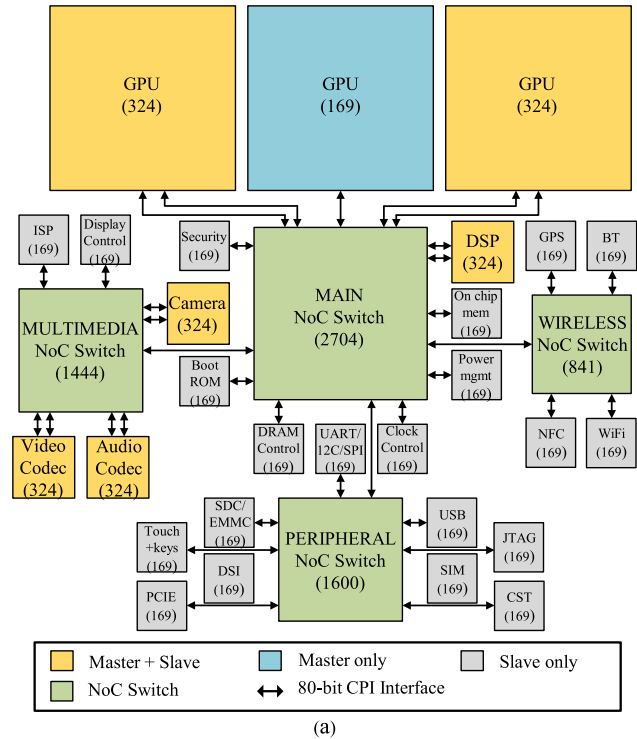 GPU
(324)
GPU
(169)
GPU
(324)
ISP
(169)
Display
Control
(169)
Security
(169)
MAIN
NoC Switch
(2704)
DSP
(324)
GPS
(169)
BT
(169)
Camera
(324)
On chip
mem
(169)
MULTIMEDIA
NoC Switch
(1444)
WIRELESS
NoC Switch
(841)
Boot
ROM
(169)
Power
mgmt
(169)
Video
Codec
(324)
Audio
Codec
(324)
DRAM
Control
(169)
UART/
12C/SPI
(169)
Clock
Control
(169)
NFC
(169)
WiFi
(169)
SDC/
EMMC
(169)
USB
(169)
Touch
+keys
(169)
PERIPHERAL
NoC Switch
(1600)
JTAG
(169)
DSI
(169)
SIM
(169)
PCIE
(169)
CST
(169)
Master + Slave
Master only
Slave only
NoC Switch
80-bit CPI Interface
(a)